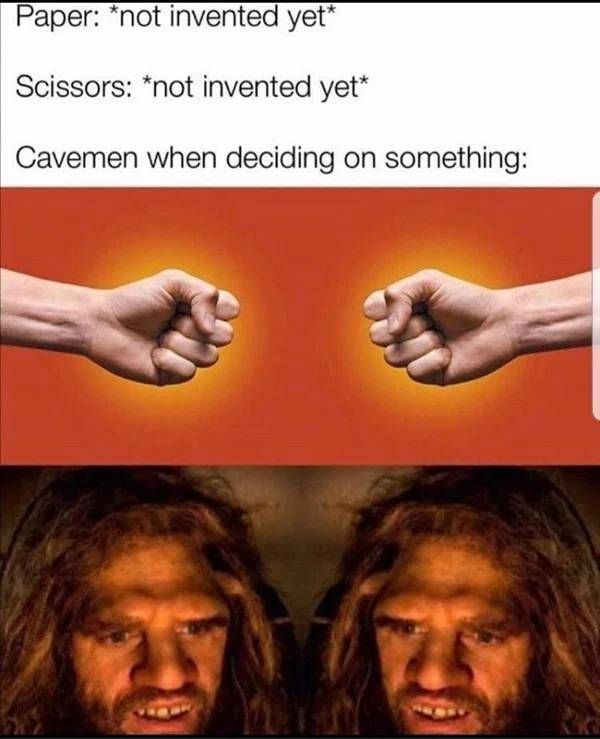 Paper: *not invented yet*
Scissors: *not invented yet*
Cavemen when deciding on something: